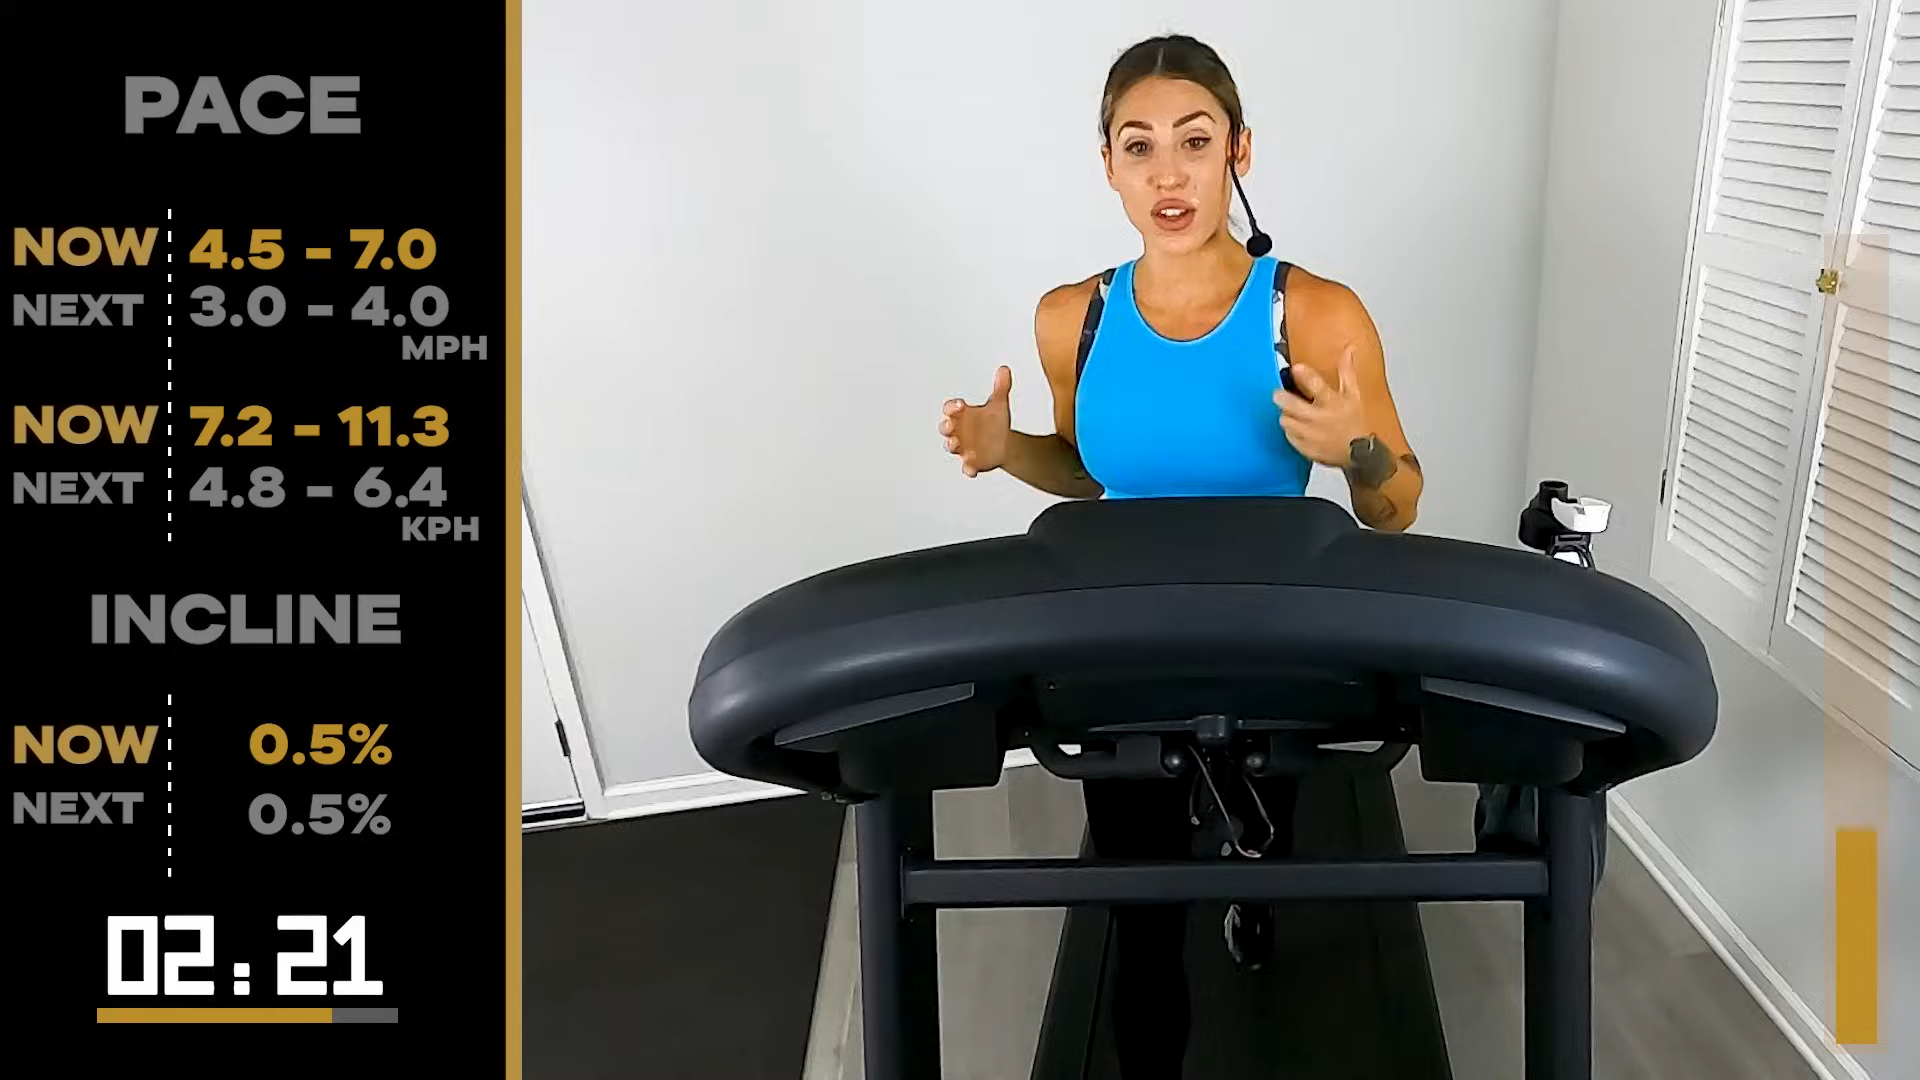 PACE
NOW 4.5 - 7.0
NEXT 3.0 - 4.0
MPH
NOW 7.2 - 11.3
NEXT 4.8 - 6.4
KPH
INCLINE
NOW 0.5%
NEXT 0.5%
02:21